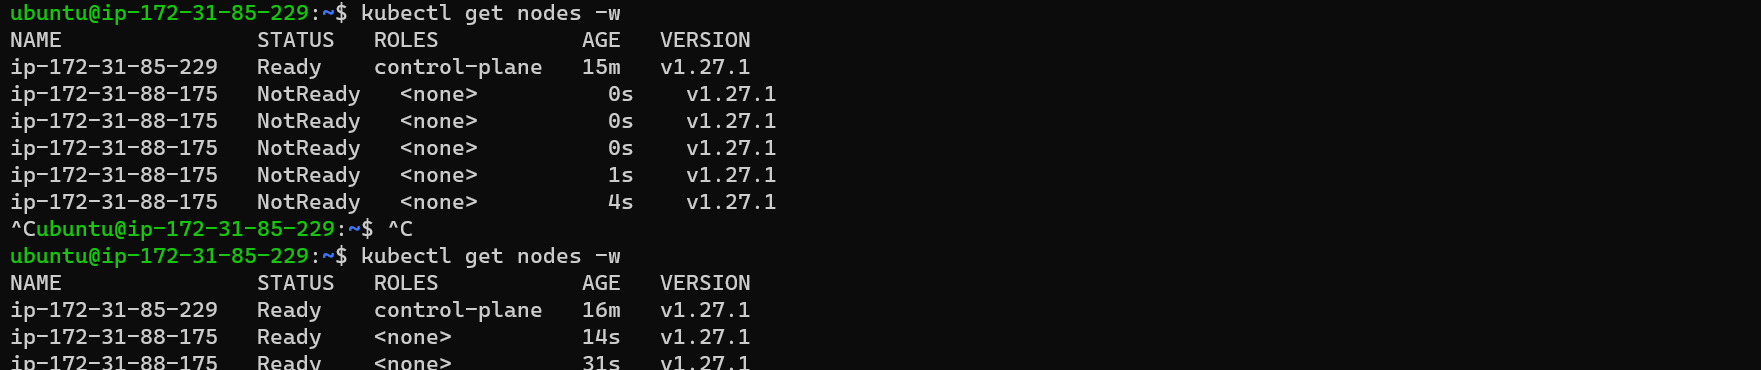 ubuntu@ip-172-31-85-229:~$ kubectl get nodes -w
NAME               STATUS   ROLES           AGE   VERSION
ip-172-31-85-229   Ready    control-plane   15m   v1.27.1
ip-172-31-88-175   NotReady   <none>          0s    v1.27.1
ip-172-31-88-175   NotReady   <none>          0s    v1.27.1
ip-172-31-88-175   NotReady   <none>          0s    v1.27.1
ip-172-31-88-175   NotReady   <none>          1s    v1.27.1
ip-172-31-88-175   NotReady   <none>          4s    v1.27.1
^Cubuntu@ip-172-31-85-229:~$ ^C
ubuntu@ip-172-31-85-229:~$ kubectl get nodes -w
NAME               STATUS   ROLES           AGE   VERSION
ip-172-31-85-229   Ready    control-plane   16m   v1.27.1
ip-172-31-88-175   Ready    <none>          14s   v1.27.1
ip-172-31-88-175   Ready    <none>          31s   v1.27.1